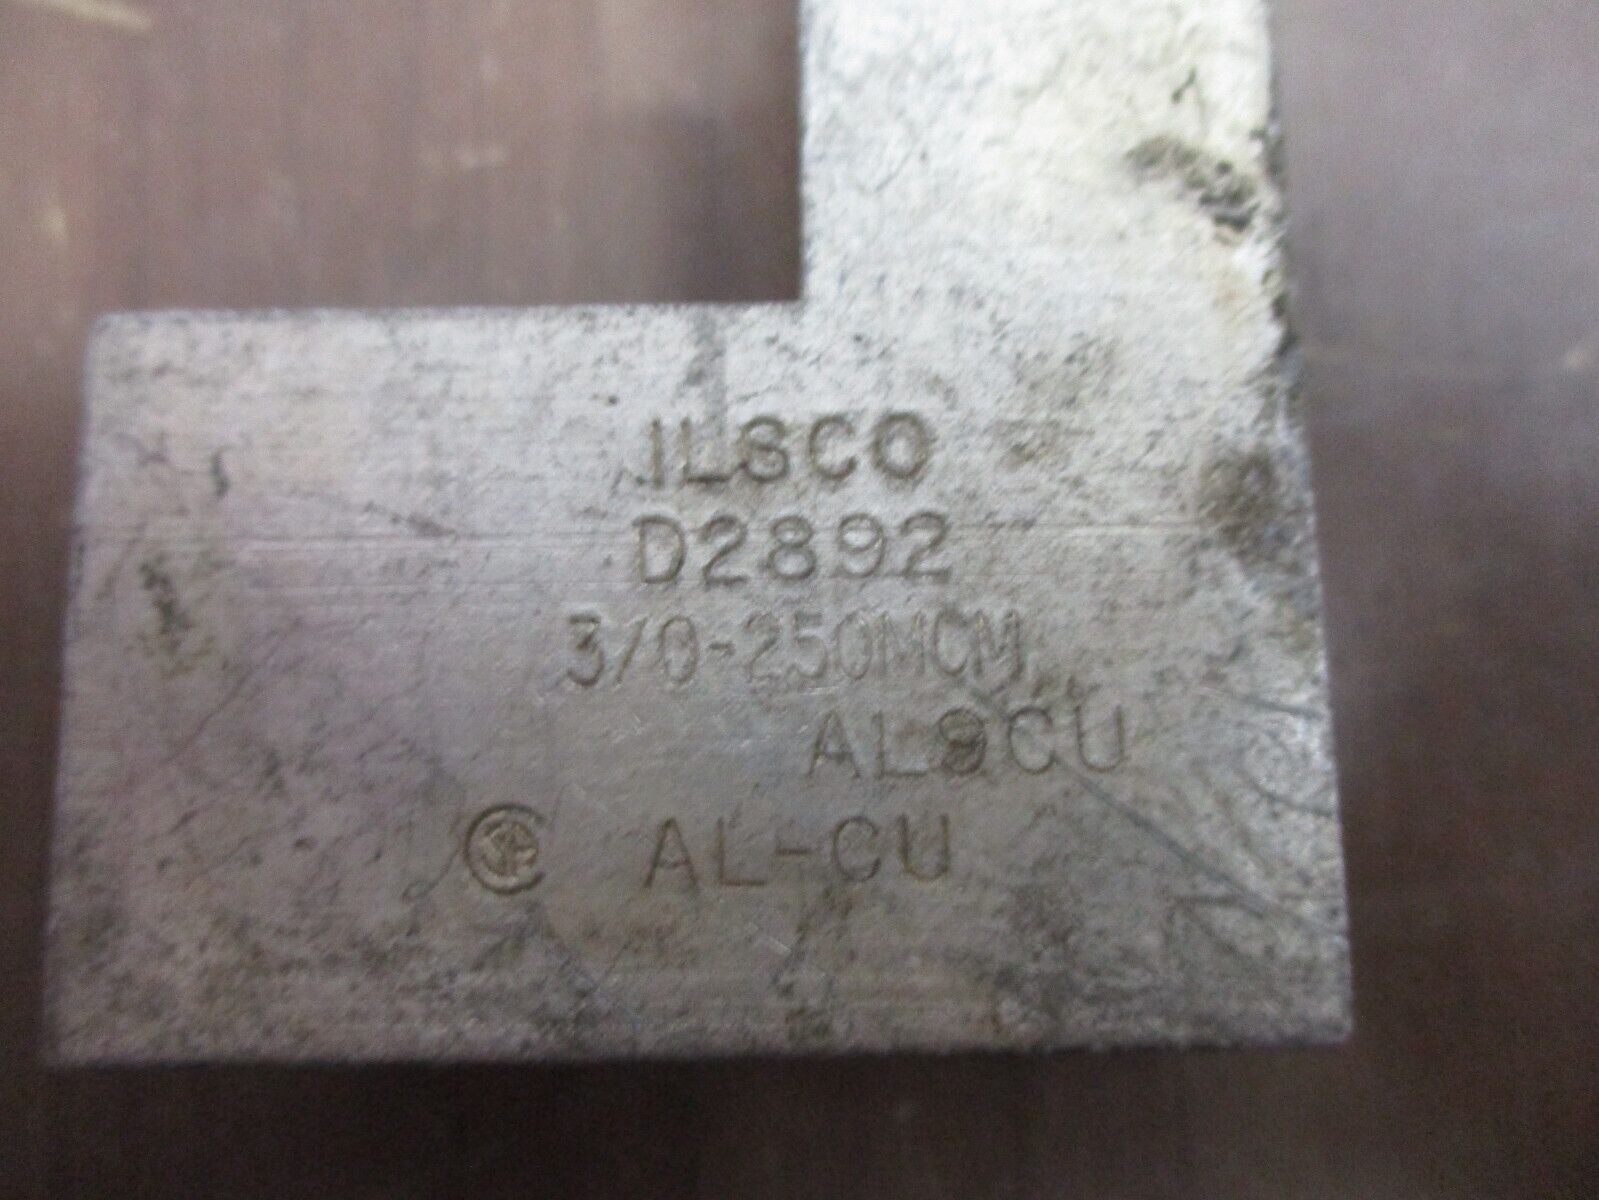 ILSCO
D2892
3/0-250MCM
AL9CU
AL-CU